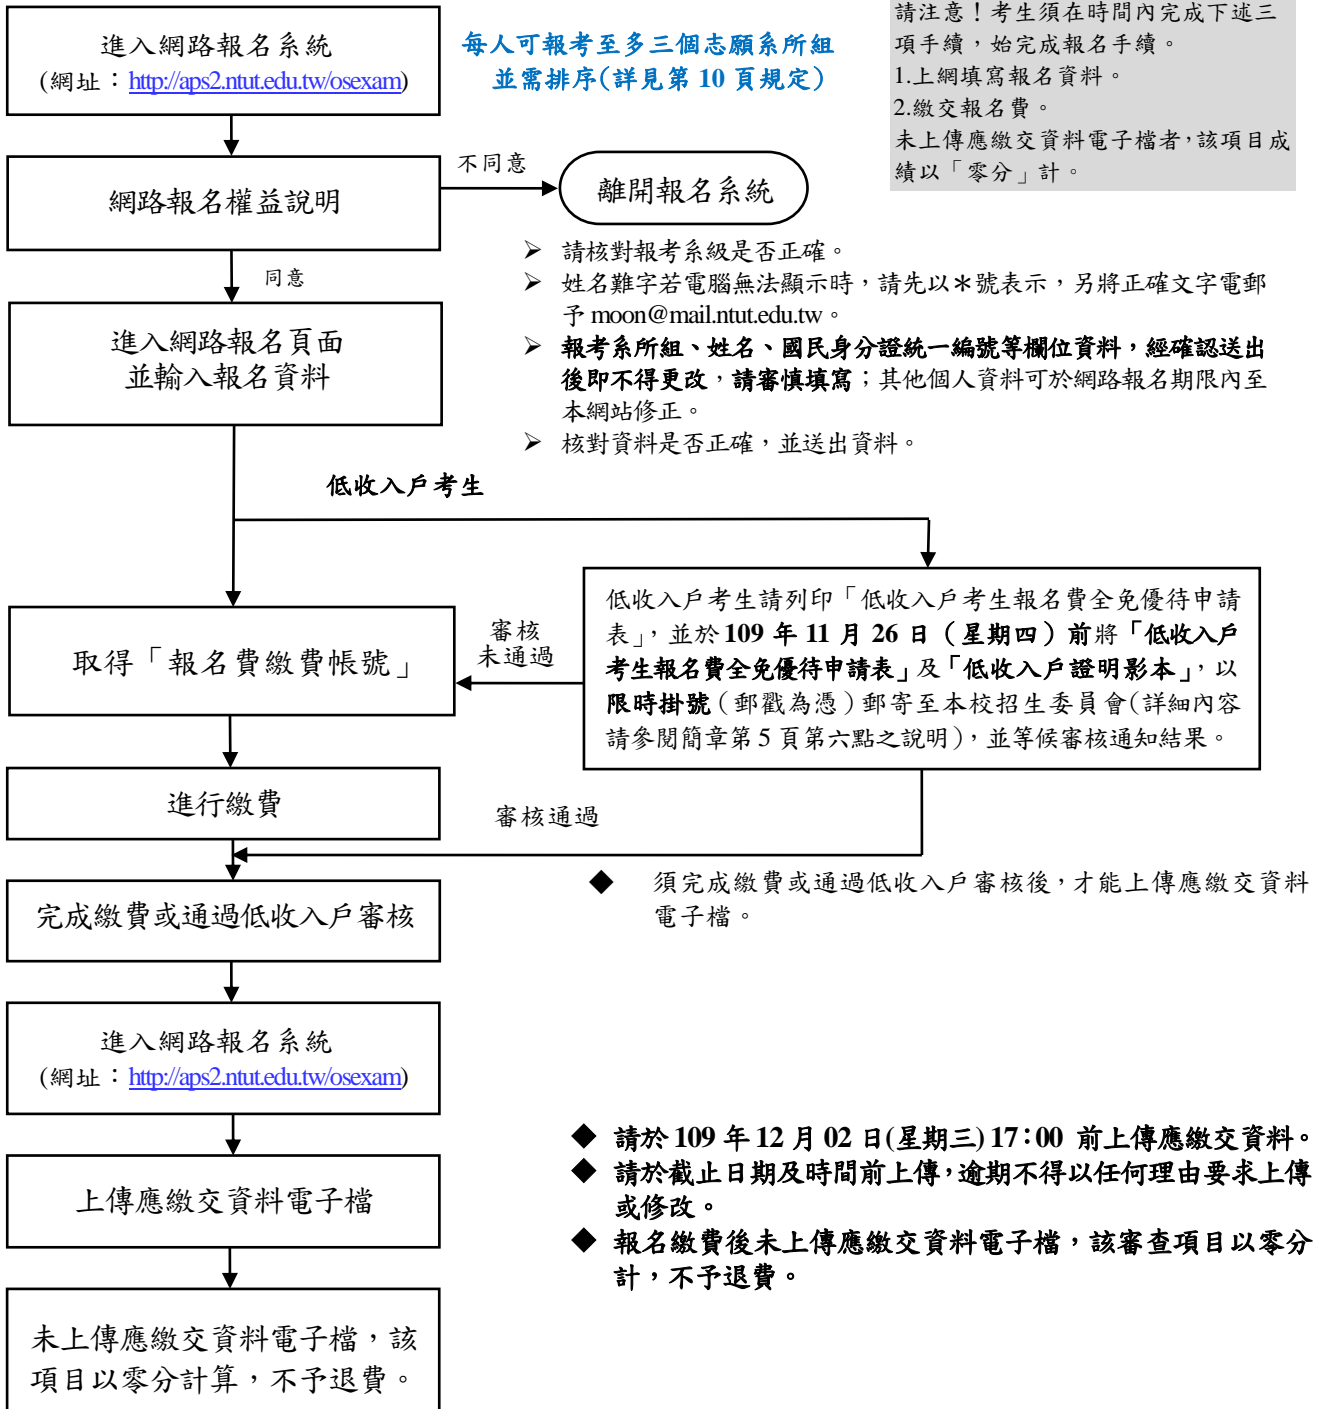 進入網路報名系統
(網址：http://aps2.ntut.edu.tw/osexam)
每人可報考至多三個志願系所組
並需排序(詳見第 10 頁規定)
請注意！考生須在時間內完成下述三
項手續，始完成報名手續。
1.上網填寫報名資料。
2.繳交報名費。
未上傳應繳交資料電子檔者，該項目成
績以「零分」計。
網路報名權益說明
不同意
離開報名系統
同意
進入網路報名頁面
並輸入報名資料
➢ 請核對報考系級是否正確。
➢ 姓名難字若電腦無法顯示時，請先以＊號表示，另將正確文字電郵
予 moon@mail.ntut.edu.tw。
➢ 報考系所組、姓名、國民身分證統一編號等欄位資料，經確認送出
後即不得更改，請審慎填寫；其他個人資料可於網路報名期限內至
本網站修正。
➢ 核對資料是否正確，並送出資料。
低收入戶考生
取得「報名費繳費帳號」
審核
未通過
低收入戶考生請列印「低收入戶考生報名費全免優待申請
表」，並於 109 年 11 月 26 日（星期四）前將「低收入戶
考生報名費全免優待申請表」及「低收入戶證明影本」，以
限時掛號（郵戳為憑）郵寄至本校招生委員會(詳細內容
請參閱簡章第 5 頁第六點之說明)，並等候審核通知結果。
進行繳費
審核通過
完成繳費或通過低收入戶審核
◆ 須完成繳費或通過低收入戶審核後，才能上傳應繳交資料
電子檔。
進入網路報名系統
(網址：http://aps2.ntut.edu.tw/osexam)
上傳應繳交資料電子檔
◆ 請於 109 年 12 月 02 日(星期三) 17：00 前上傳應繳交資料。
◆ 請於截止日期及時間前上傳，逾期不得以任何理由要求上傳
或修改。
◆ 報名繳費後未上傳應繳交資料電子檔，該審查項目以零分
計，不予退費。
未上傳應繳交資料電子檔，該
項目以零分計算，不予退費。